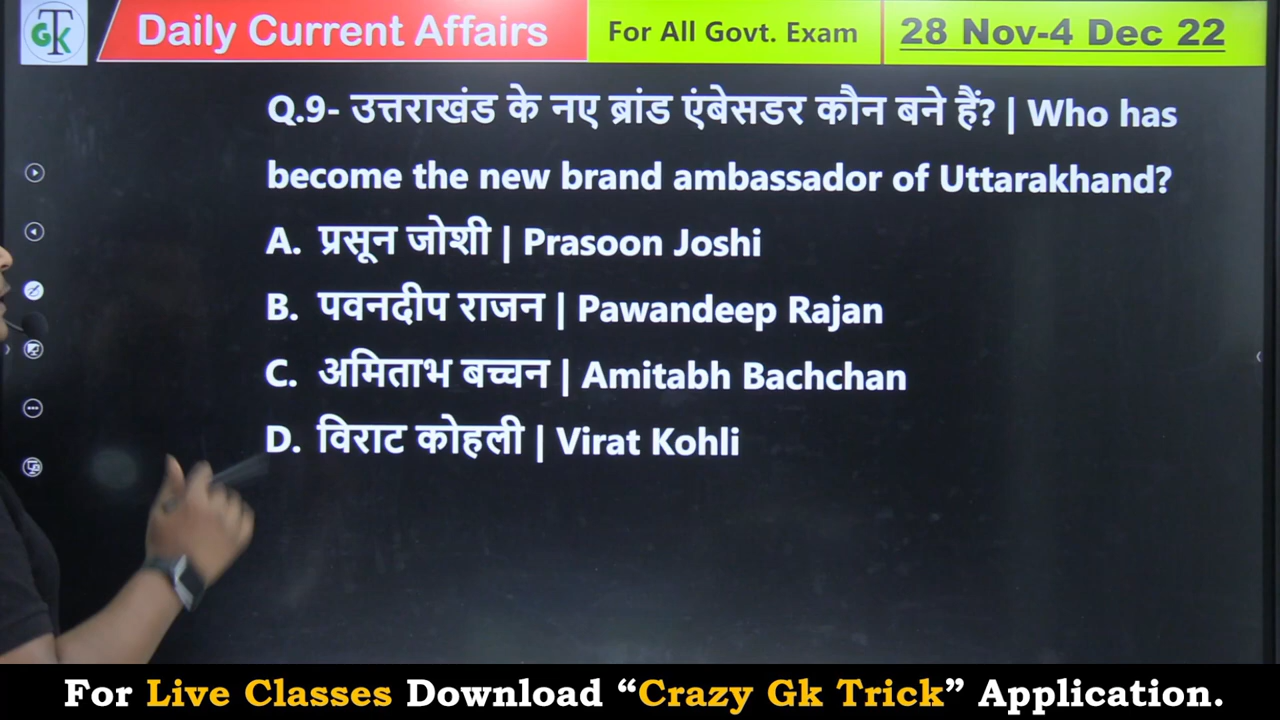 GTK
Daily Current Affairs
For All Govt. Exam
28 Nov-4 Dec 22
Q.9- उत्तराखंड के नए ब्रांड एंबेसडर कौन बने हैं? | Who has
become the new brand ambassador of Uttarakhand?
A. प्रसून जोशी | Prasoon Joshi
B. पवनदीप राजन | Pawandeep Rajan
C. अमिताभ बच्चन | Amitabh Bachchan
D. विराट कोहली | Virat Kohli
For Live Classes Download “Crazy Gk Trick” Application.